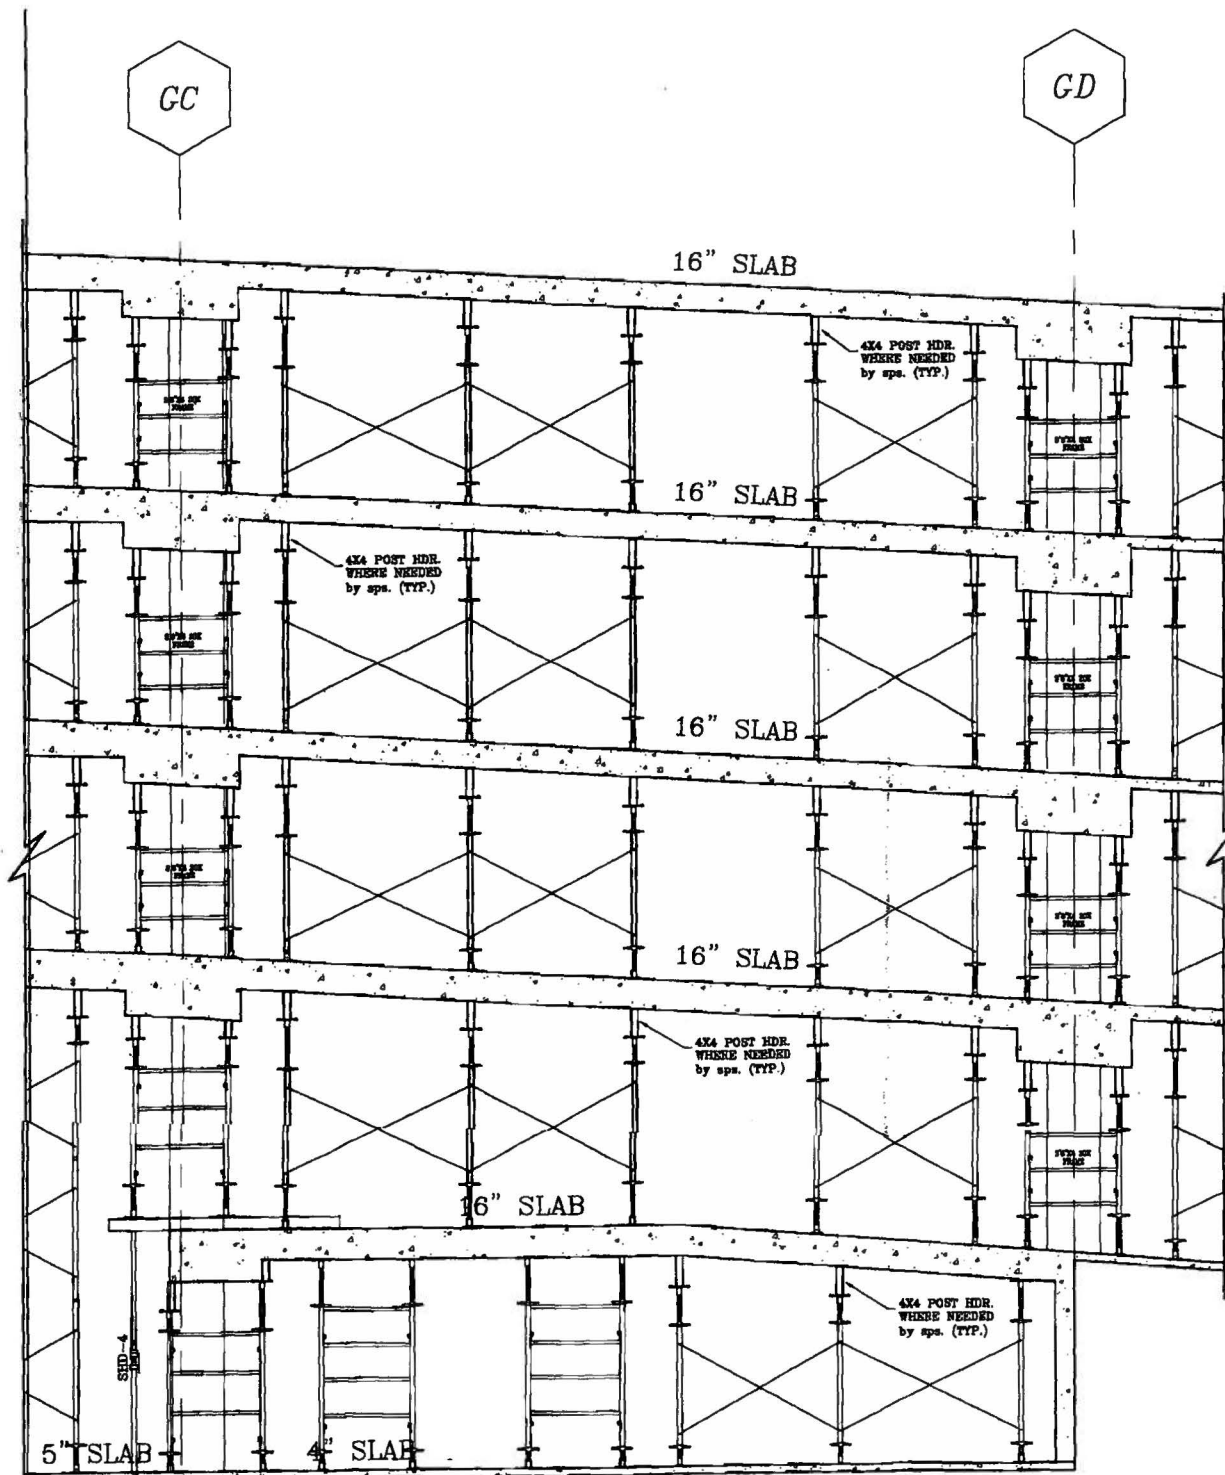 GC
GD
16" SLAB
4X4 POST HDR.
WHERE NEEDED
by sps. (TYP.)
16" SLAB
4X4 POST HDR.
WHERE NEEDED
by sps. (TYP.)
16" SLAB
16" SLAB
4X4 POST HDR.
WHERE NEEDED
by sps. (TYP.)
16" SLAB
4X4 POST HDR.
WHERE NEEDED
by sps. (TYP.)
SHD-4
5" SLAB
4" SLAB